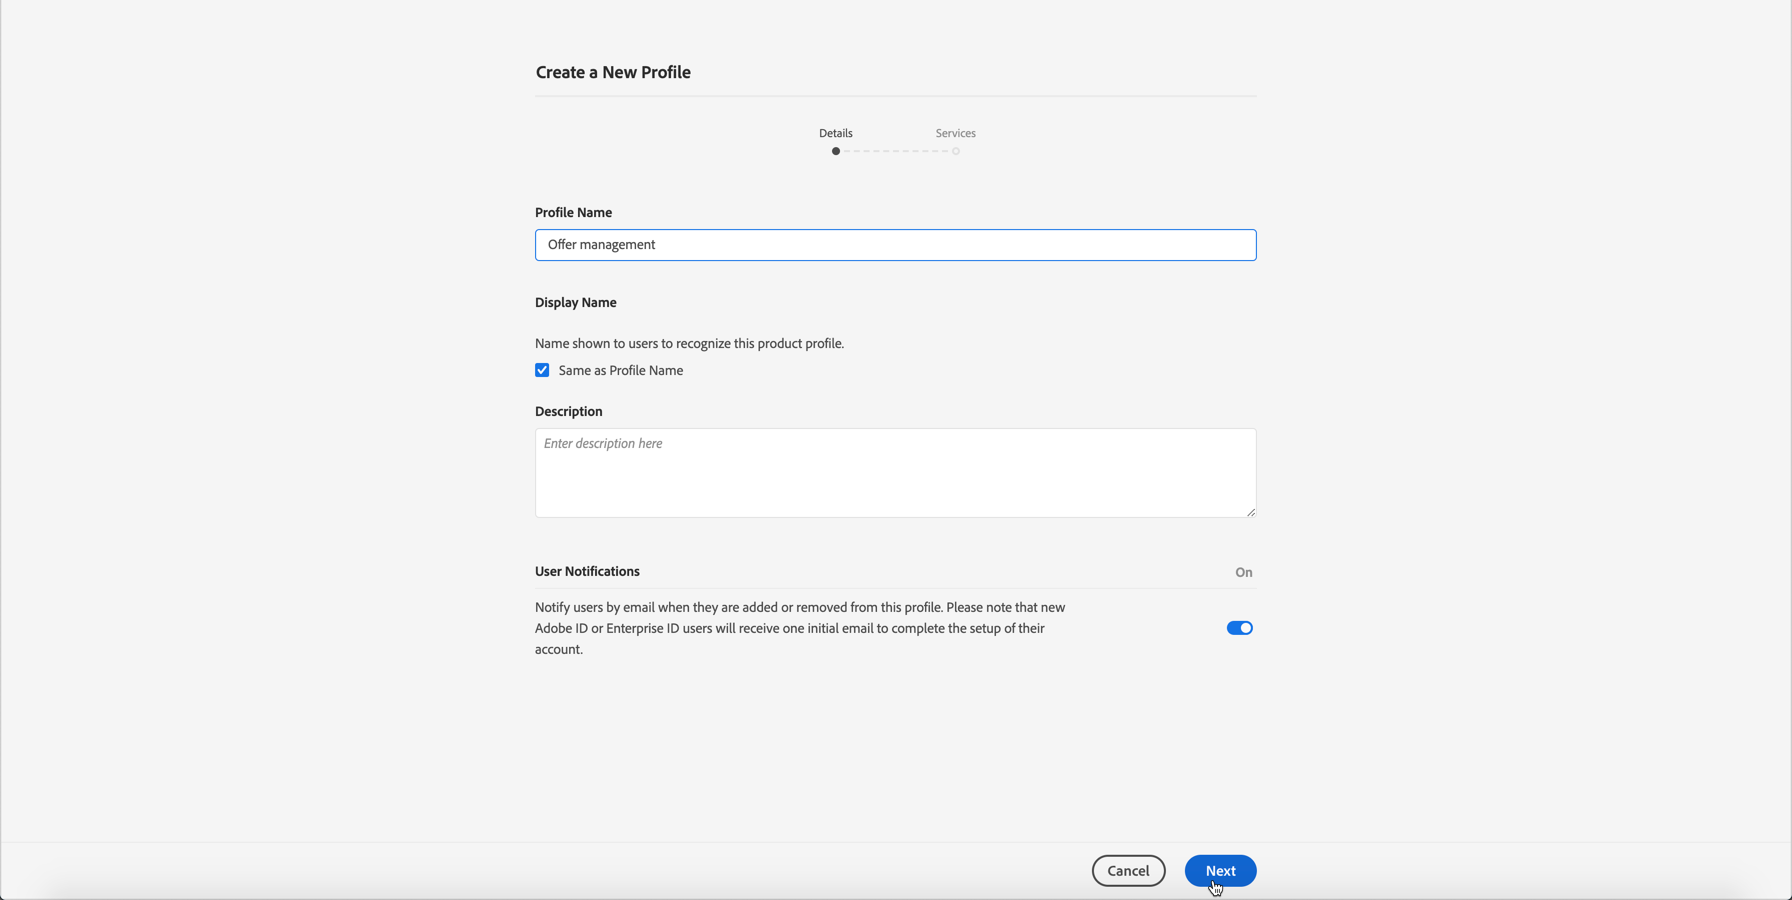 Create a New Profile
Details
Services
Profile Name
Offer management
Display Name
Name shown to users to recognize this product profile.
Same as Profile Name
Description
Enter description here
User Notifications
On
Notify users by email when they are added or removed from this profile. Please note that new
Adobe ID or Enterprise ID users will receive one initial email to complete the setup of their
account.
Cancel
Next